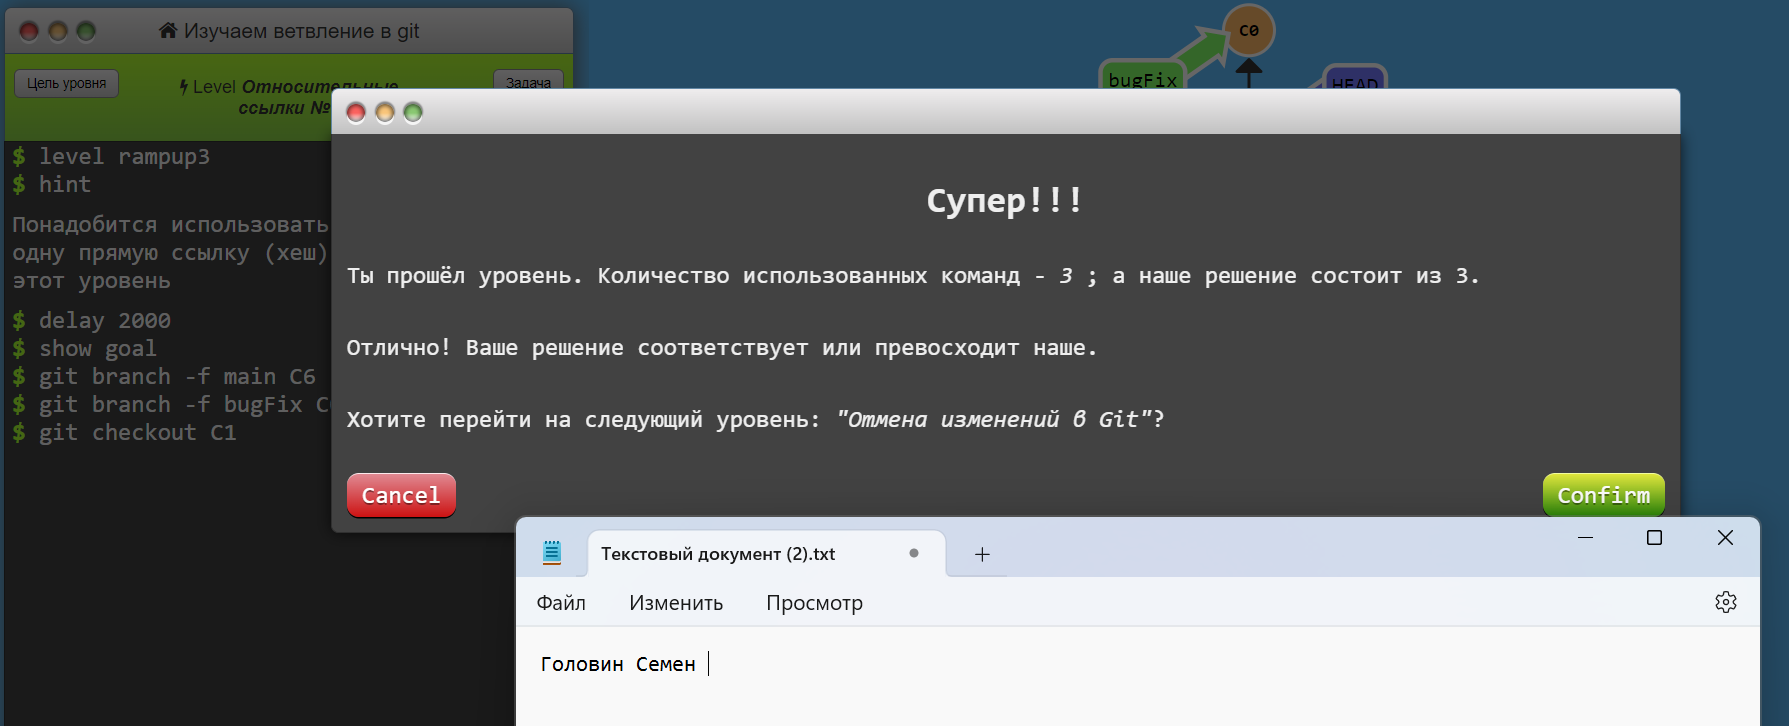 Изучаем ветвление в git
Цель уровня
Level Относительные
ссылки №
Задача
$ level rampup3
$ hint
Понадобится использовать
одну прямую ссылку (хеш)
этот уровень
$ delay 2000
$ show goal
$ git branch -f main C6
$ git branch -f bugFix
$ git checkout C1
C0
bugFix
HEAD
Супер!!!
Ты прошёл уровень. Количество использованных команд - 3 ; а наше решение состоит из 3.
Отлично! Ваше решение соответствует или превосходит наше.
Хотите перейти на следующий уровень: "Отмена изменений в Git"?
Cancel
Confirm
Текстовый документ (2).txt
Файл
Изменить
Просмотр
Головин Семен